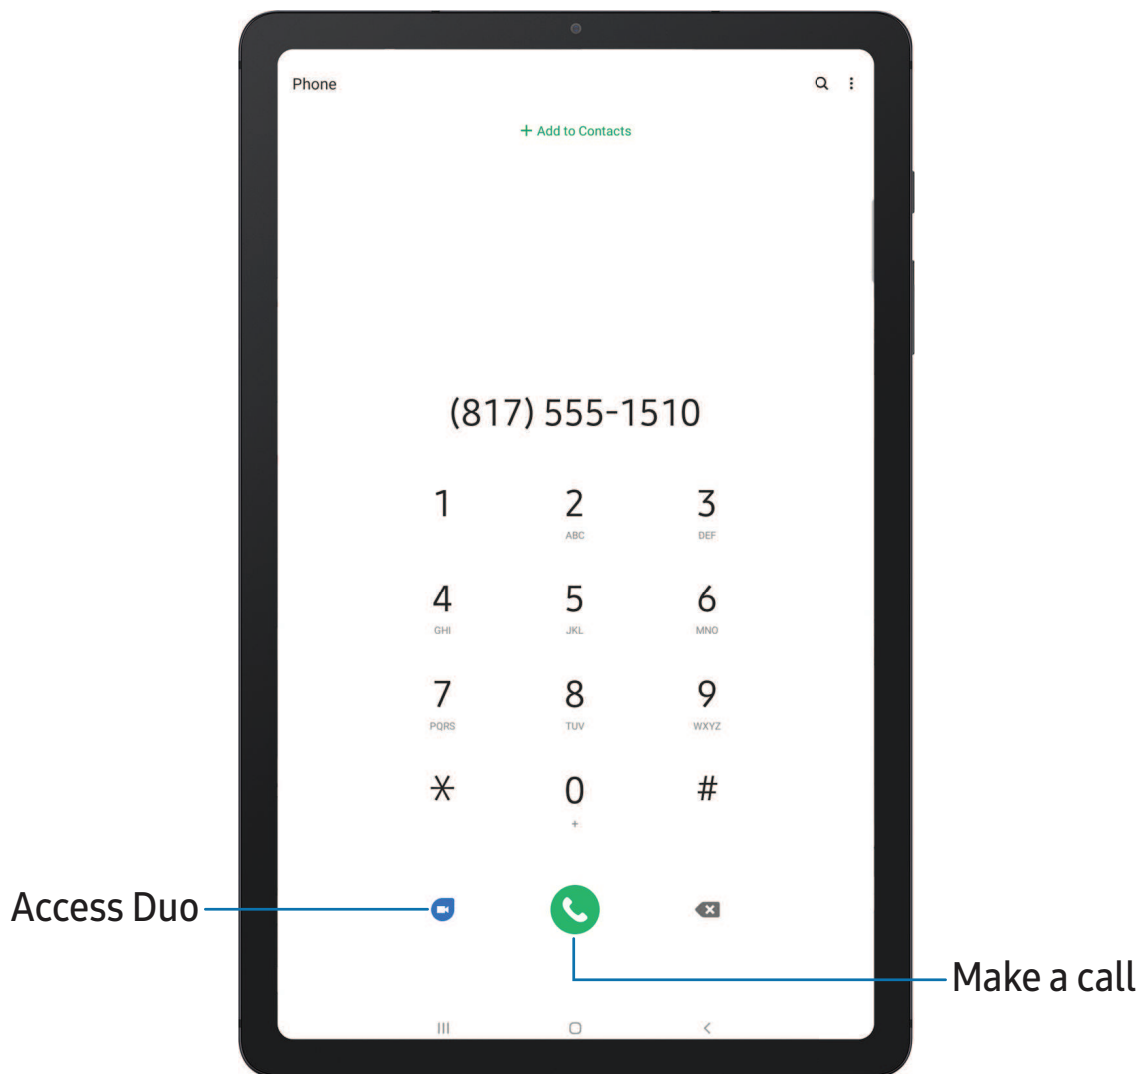 Phone
+ Add to Contacts
(817) 555-1510
1 2 3
ABC DEF
4 5 6
GHI JKL MNO
7 8 9
PQRS TUV WXYZ
* 0 #
+
Access Duo
Make a call